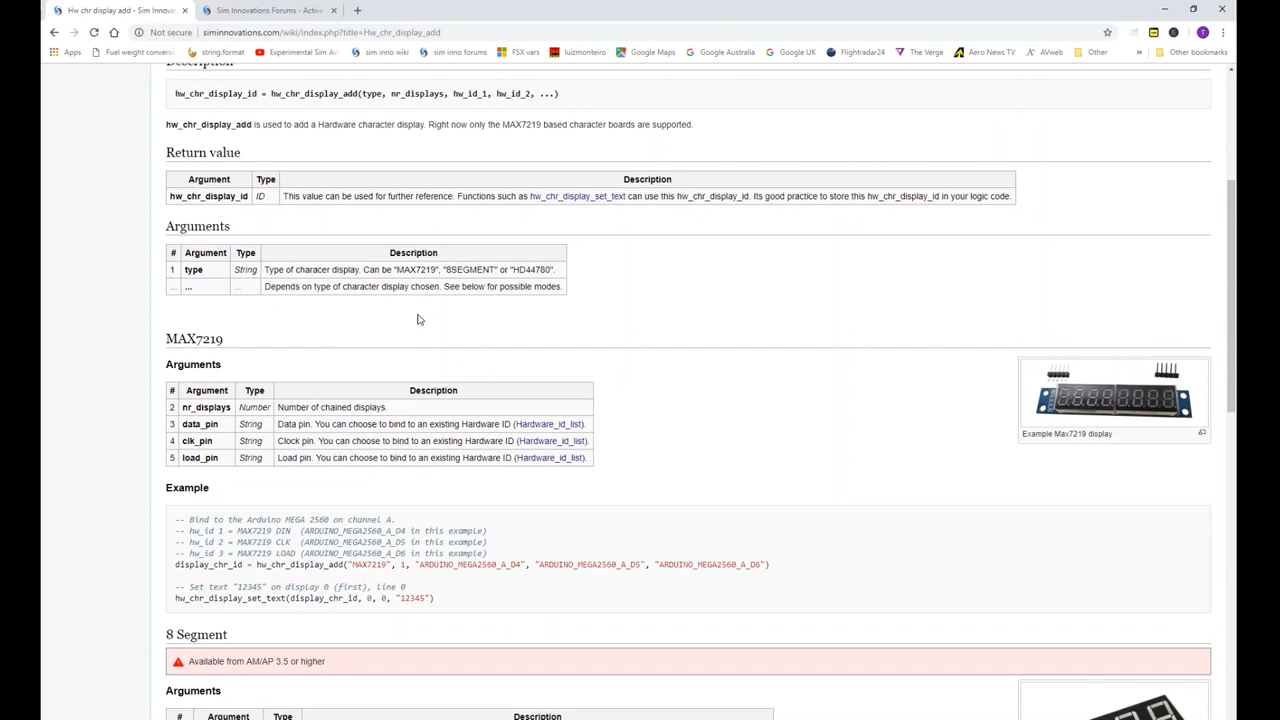 Hw chr display add - Sim Innov
Sim Innovations Forums - Active
Not secure siminnovations.com/wiki/index.php?title=Hw_chr_display_add
Apps Fuel weight conversi string.format Experimental Sim Av sim inno wiki sim inno forums FSX vars luizmonteiro Google Maps Google Australia Google UK Flightradar24 The Verge Aero News TV AVweb Other » Other bookmarks
Description
hw_chr_display_id = hw_chr_display_add(type, nr_displays, hw_id_1, hw_id_2, ...)
hw_chr_display_add is used to add a Hardware character display. Right now only the MAX7219 based character boards are supported.
Return value
Argument Type Description
hw_chr_display_id ID This value can be used for further reference. Functions such as hw_chr_display_set_text can use this hw_chr_display_id. Its good practice to store this hw_chr_display_id in your logic code.
Arguments
# Argument Type Description
1 type String Type of characer display. Can be "MAX7219", "8SEGMENT" or "HD44780".
... ... ... Depends on type of character display chosen. See below for possible modes.
MAX7219
Arguments
# Argument Type Description
2 nr_displays Number Number of chained displays.
3 data_pin String Data pin. You can choose to bind to an existing Hardware ID (Hardware_id_list).
4 clk_pin String Clock pin. You can choose to bind to an existing Hardware ID (Hardware_id_list).
5 load_pin String Load pin. You can choose to bind to an existing Hardware ID (Hardware_id_list).
Example Max7219 display
Example
-- Bind to the Arduino MEGA 2560 on channel A.
-- hw_id 1 = MAX7219 DIN (ARDUINO_MEGA2560_A_D4 in this example)
-- hw_id 2 = MAX7219 CLK (ARDUINO_MEGA2560_A_D5 in this example)
-- hw_id 3 = MAX7219 LOAD (ARDUINO_MEGA2560_A_D6 in this example)
display_chr_id = hw_chr_display_add("MAX7219", 1, "ARDUINO_MEGA2560_A_D4", "ARDUINO_MEGA2560_A_D5", "ARDUINO_MEGA2560_A_D6")
-- Set text "12345" on display 0 (first), line 0
hw_chr_display_set_text(display_chr_id, 0, 0, "12345")
8 Segment
Available from AM/AP 3.5 or higher
Arguments
# Argument Type Description